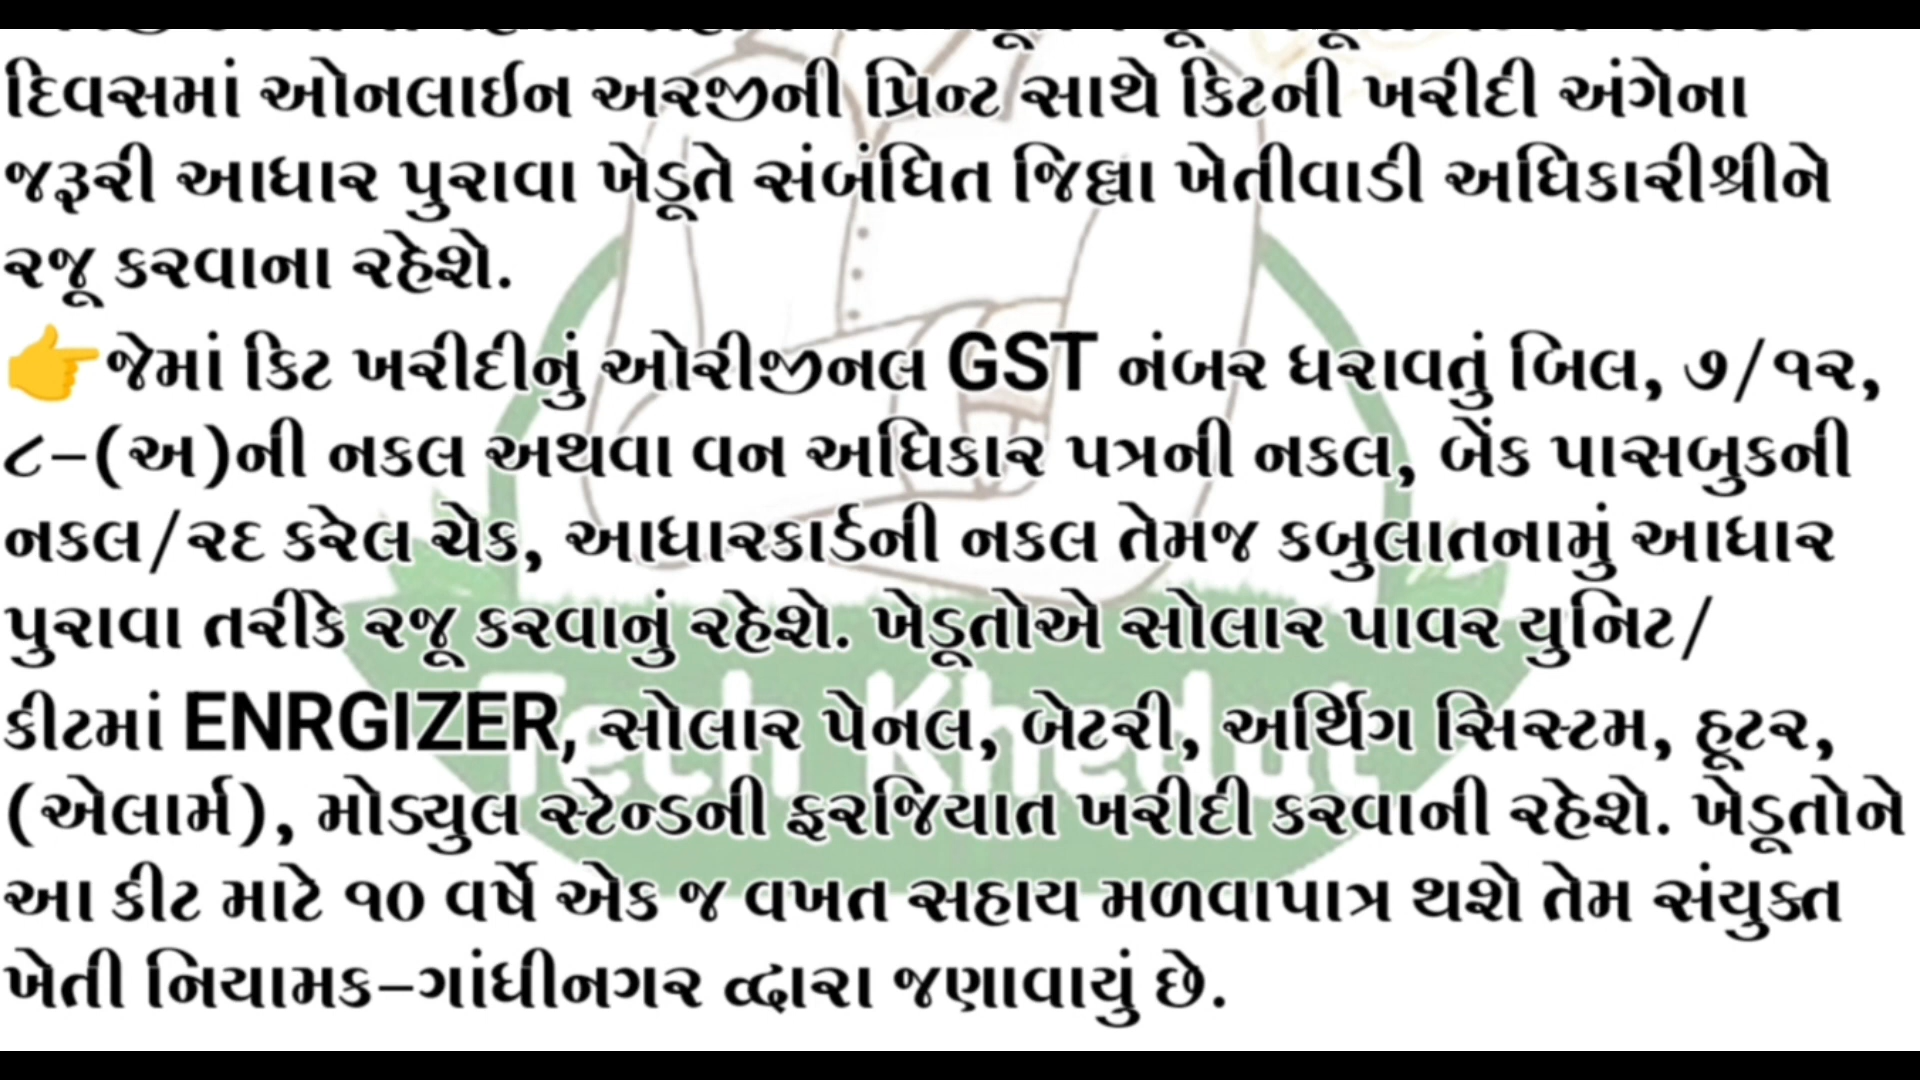 દિવસમાં ઓનલાઈન અરજીની પ્રિન્ટ સાથે કિટની ખરીદી અંગેના
જરૂરી આધાર પુરાવા ખેડૂતે સંબંધિત જિલ્લા ખેતીવાડી અધિકારીશ્રીને
રજૂ કરવાના રહેશે.
👉જેમાં કિટ ખરીદીનું ઓરીજીનલ GST નંબર ધરાવતું બિલ, ૭/૧૨,
૮–(અ)ની નકલ અથવા વન અધિકાર પત્રની નકલ, બેંક પાસબુકની
નકલ/રદ કરેલ ચેક, આધારકાર્ડની નકલ તેમજ કબુલાતનામું આધાર
પુરાવા તરીકે રજૂ કરવાનું રહેશે. ખેડૂતોએ સોલાર પાવર યુનિટ/
કીટમાં ENRGIZER, સોલાર પેનલ, બેટરી, અર્થિગ સિસ્ટમ, હૂટર,
(એલાર્મ), મોડ્યુલ સ્ટેન્ડની ફરજિયાત ખરીદી કરવાની રહેશે. ખેડૂતોને
આ કીટ માટે ૧૦ વર્ષે એક જ વખત સહાય મળવાપાત્ર થશે તેમ સંયુક્ત
ખેતી નિયામક–ગાંધીનગર દ્વારા જણાવાયું છે.
Tech Khedut